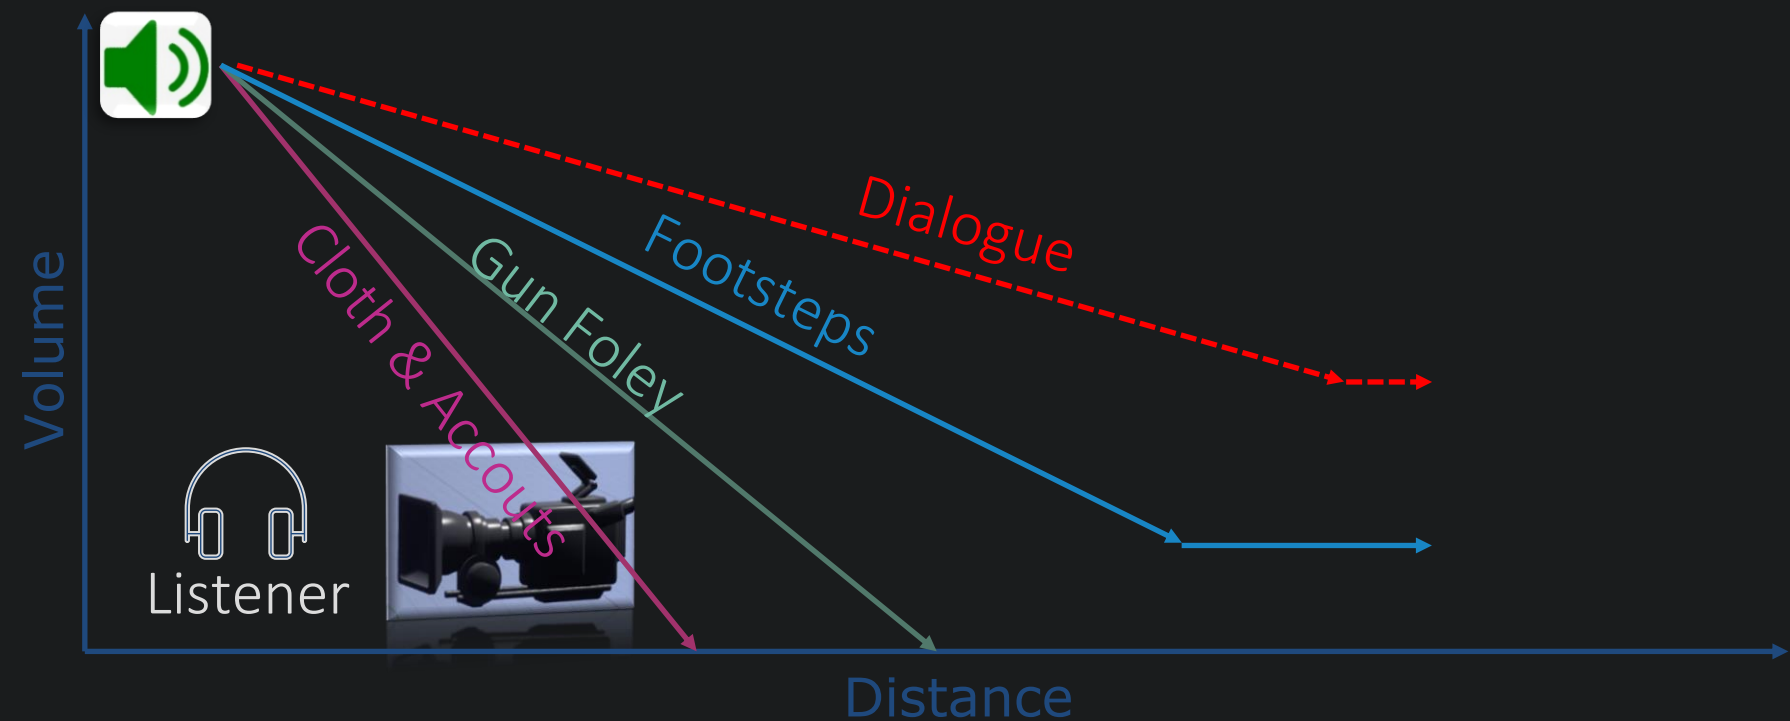 Volume
Dialogue
Footsteps
Gun Foley
Cloth & Accouts
Listener
Distance